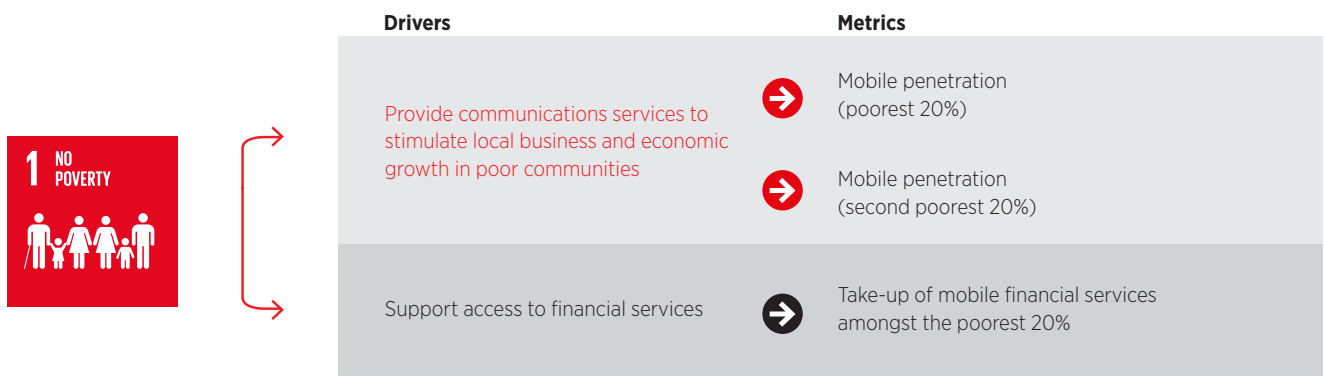 Drivers
Metrics
1 NO
POVERTY
Provide communications services to
stimulate local business and economic
growth in poor communities
Mobile penetration
(poorest 20%)
Mobile penetration
(second poorest 20%)
Support access to financial services
Take-up of mobile financial services
amongst the poorest 20%